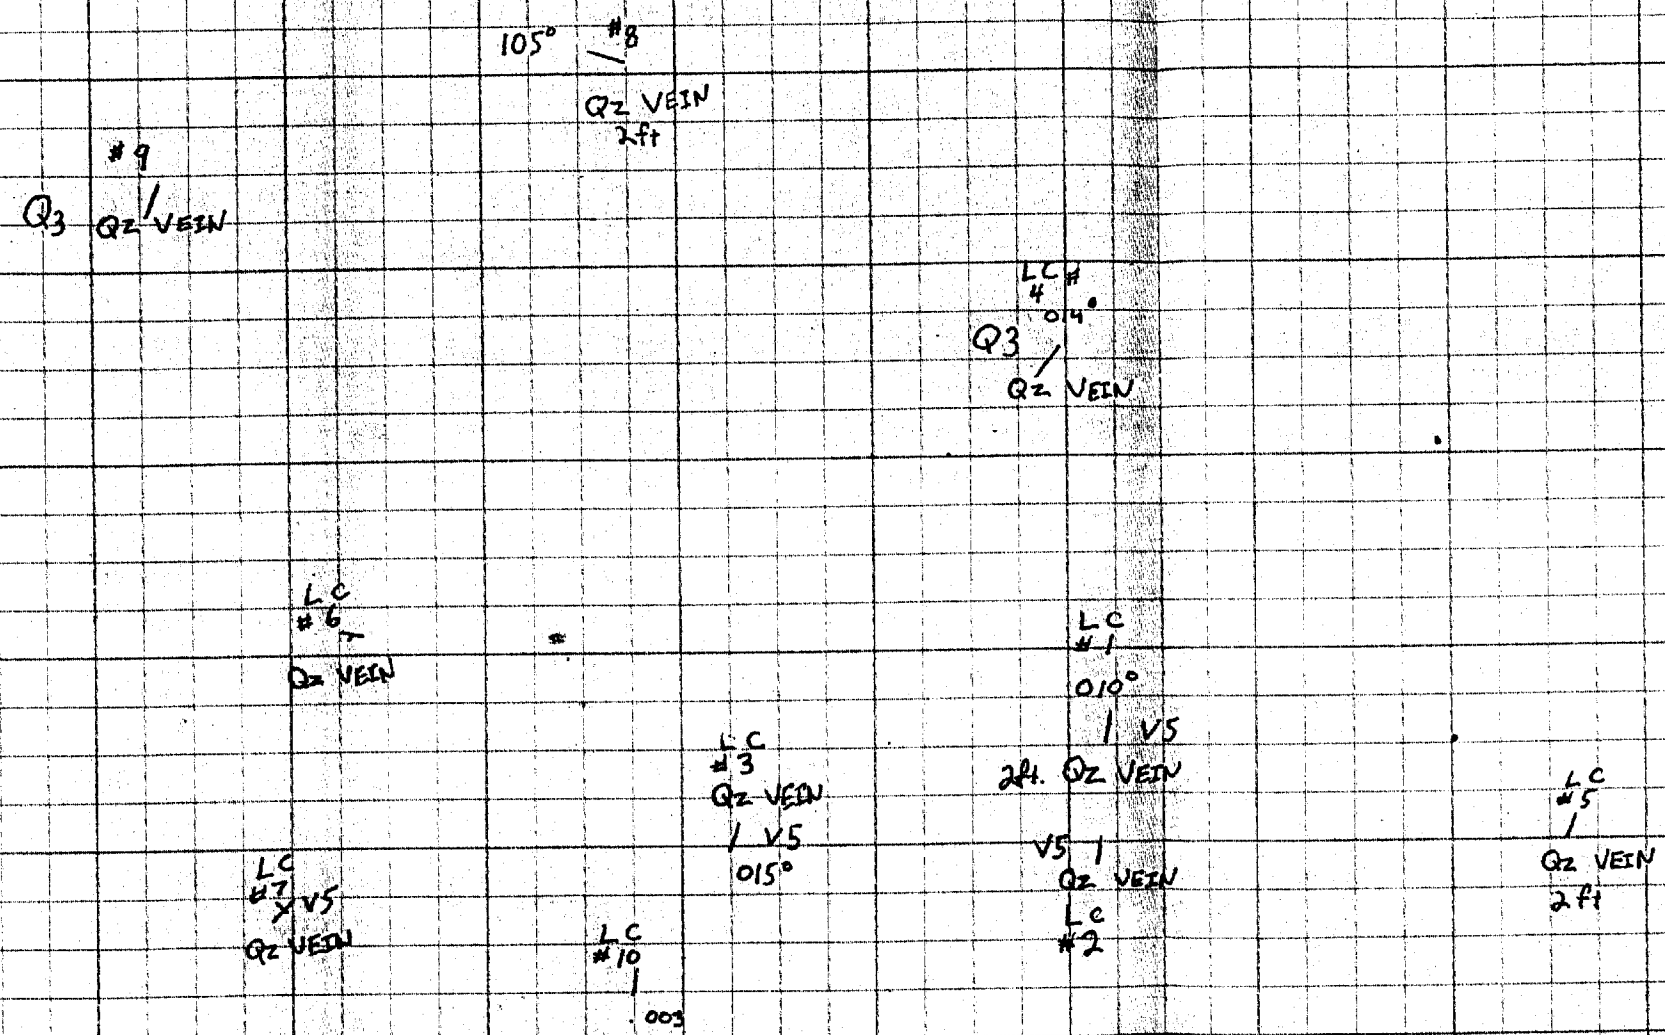 105° #8
Qz VEIN
2ft
#9
Q3 Qz VEIN
LC #
4
014°
Q3
Qz VEIN
LC
#6
Qz VEIN
#
LC
#1
010°
V5
2ft. Qz VEIN
LC
#3
Qz VEIN
V5
015°
V5
Qz VEIN
LC
#2
LC
#5
Qz VEIN
2ft
LC
#7
V5
Qz VEIN
LC
#10
.003